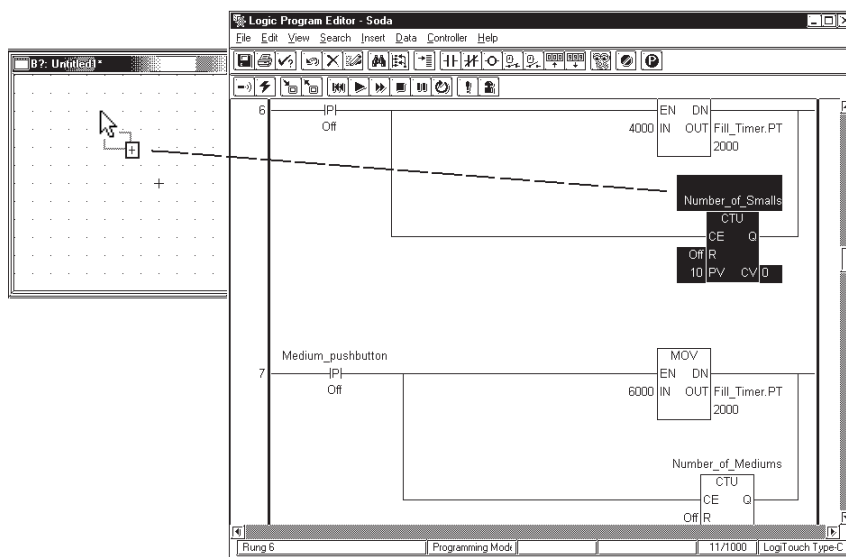 Logic Program Editor - Soda
File Edit View Search Insert Data Controller Help
B?: Untitled*
6
P
Off
EN DN
4000 IN OUT Fill_Timer.PT
2000
Number_of_Smalls
CTU
CE Q
Off R
10 PV CV 0
Medium_pushbutton
MOV
7
P
EN DN
Off
6000 IN OUT Fill_Timer.PT
2000
Number_of_Mediums
CTU
CE Q
Off R
Rung 6 Programming Mode 11/1000 LogiTouch Type-C